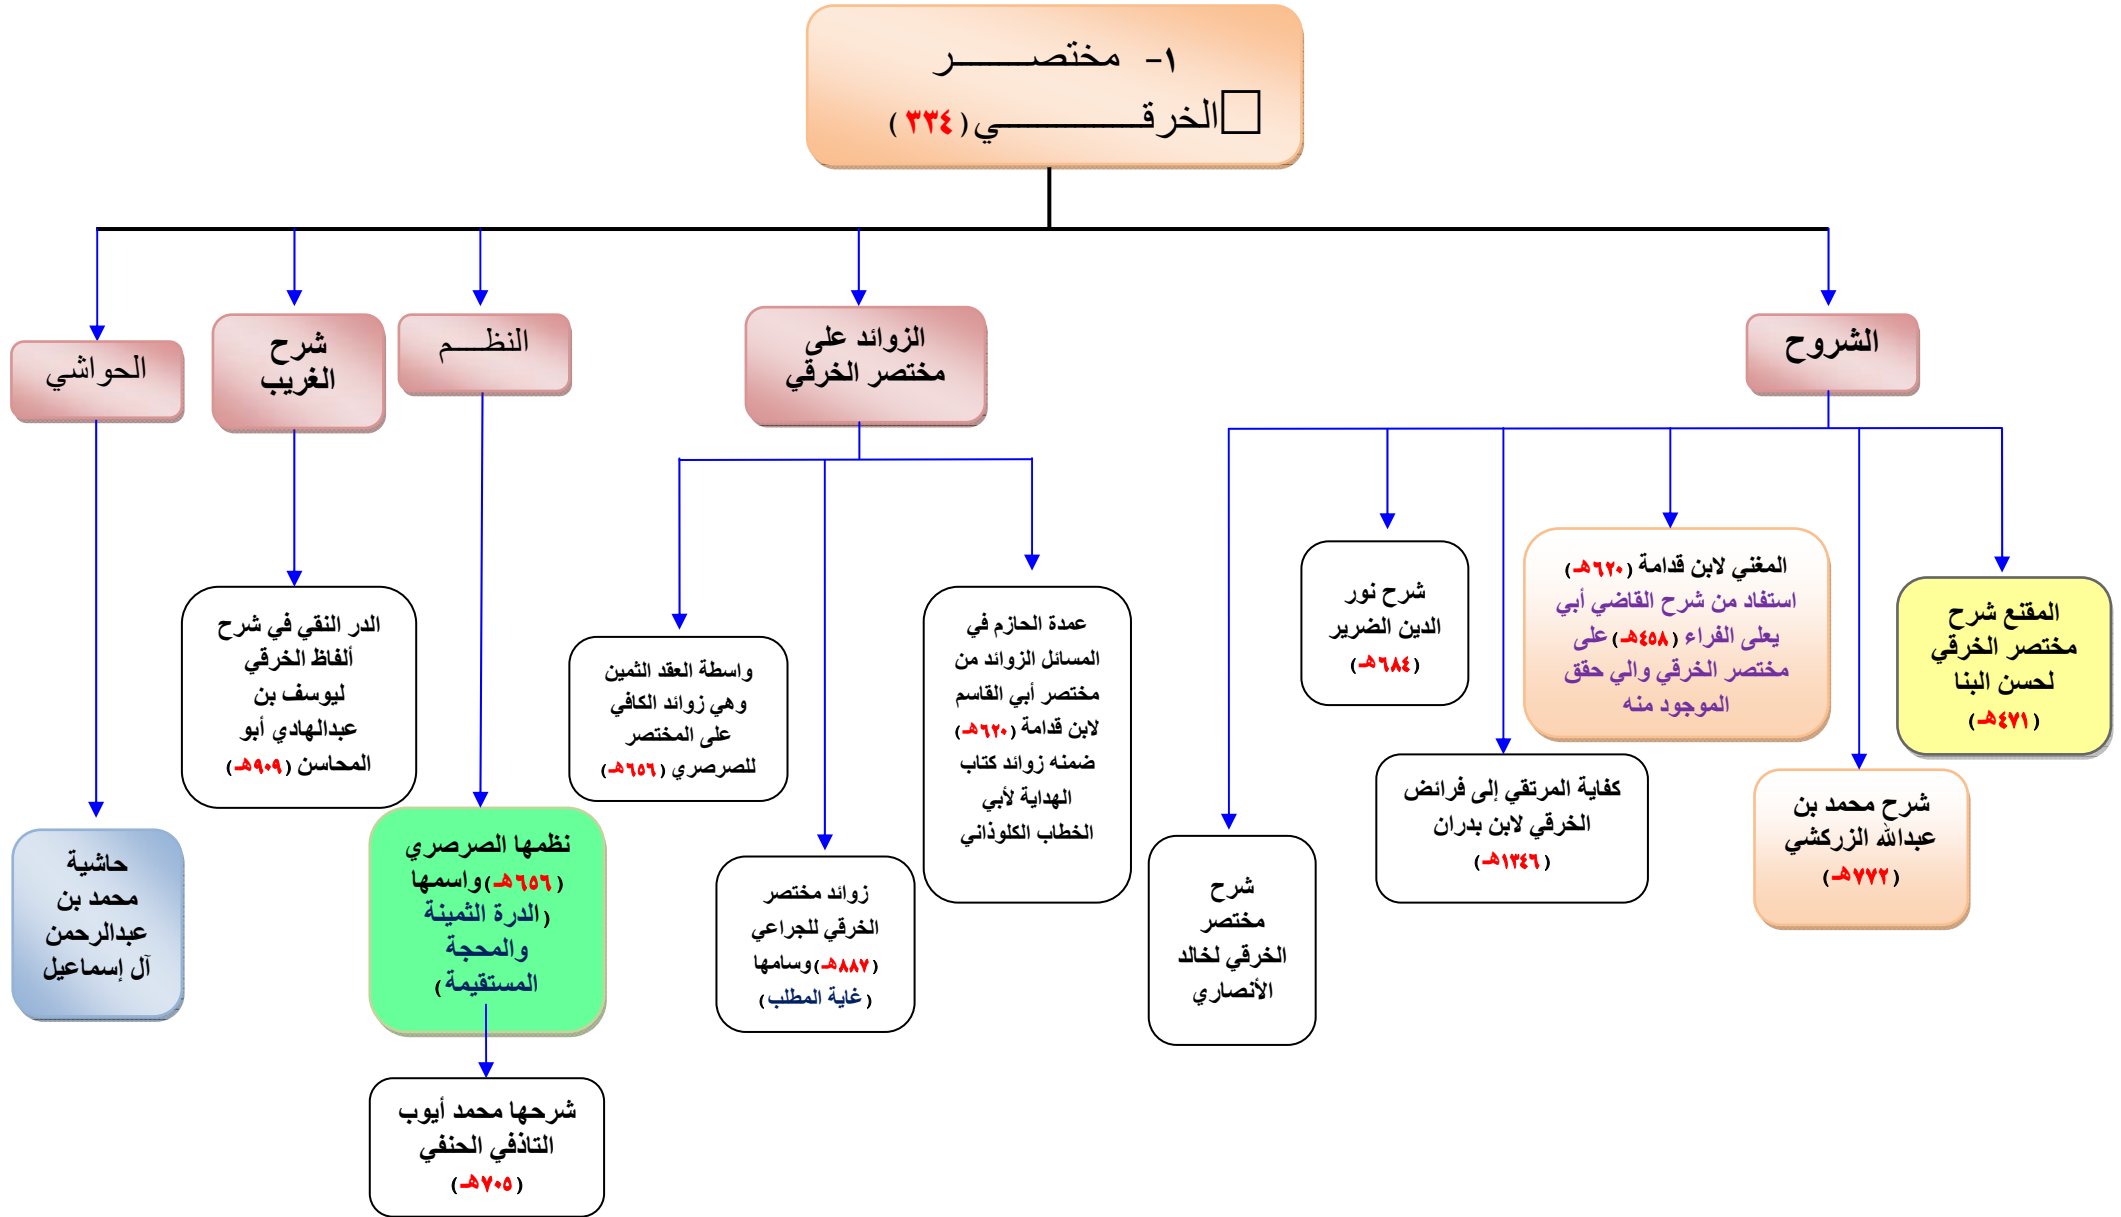 ١- مختصر
الخرقي (٣٣٤)
الشروح
الزوائد على
مختصر الخرقي
النظم
شرح
الغريب
الحواشي
المقنع شرح
مختصر الخرقي
لحسن البنا
(٤٧١هـ)
شرح محمد بن
عبدالله الزركشي
(٧٧٢هـ)
المغني لابن قدامة (٦٢٠هـ)
استفاد من شرح القاضي أبي
يعلى الفراء (٤٥٨هـ) على
مختصر الخرقي والي حقق
الموجود منه
كفاية المرتقي إلى فرائض
الخرقي لابن بدران
(١٣٤٦هـ)
شرح نور
الدين الضرير
(٦٨٤هـ)
شرح
مختصر
الخرقي لخالد
الأنصاري
عمدة الحازم في
المسائل الزوائد من
مختصر أبي القاسم
لابن قدامة (٦٢٠هـ)
ضمنه زوائد كتاب
الهداية لأبي
الخطاب الكلوذاني
زوائد مختصر
الخرقي للجراعي
(٨٨٧هـ) وسامها
(غاية المطلب)
واسطة العقد الثمين
وهي زوائد الكافي
على المختصر
للصرصري (٦٥٦هـ)
نظمها الصرصري
(٦٥٦هـ) واسمها
(الدرة الثمينة
والمحجة
المستقيمة)
شرحها محمد أيوب
التاذفي الحنفي
(٧٠٥هـ)
الدر النقي في شرح
ألفاظ الخرقي
ليوسف بن
عبدالهادي أبو
المحاسن (٩٠٩هـ)
حاشية
محمد بن
عبدالرحمن
آل إسماعيل